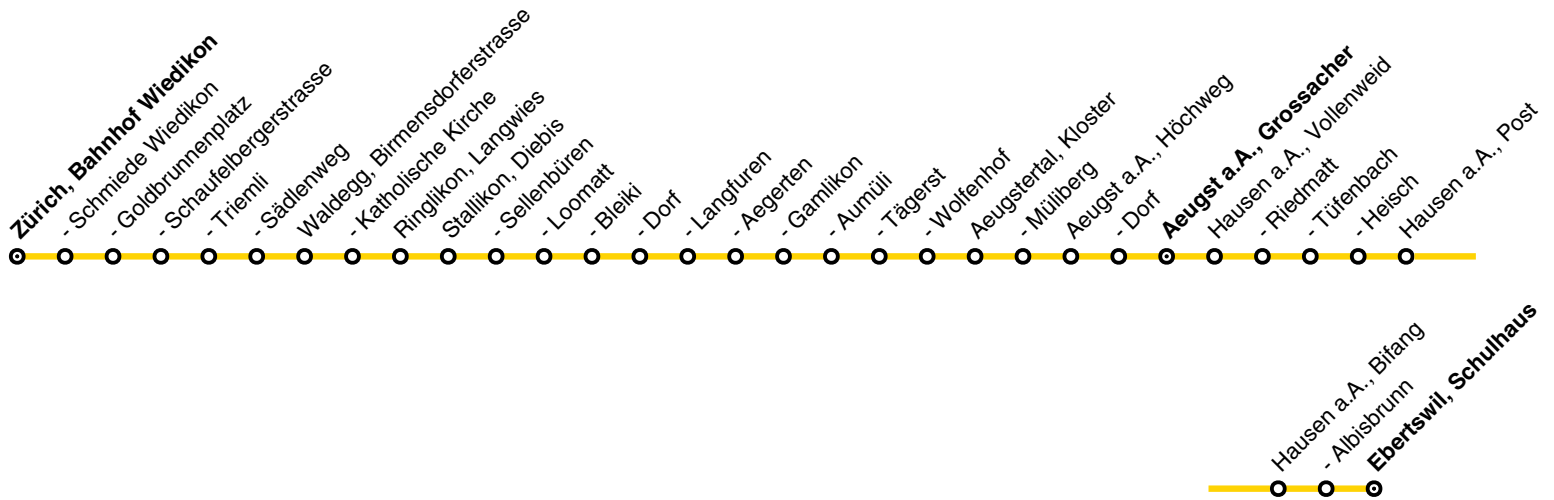 Zürich, Bahnhof Wiedikon
- Schmiede Wiedikon
- Goldbrunnenplatz
- Schaufelbergerstrasse
- Triemli
- Sädlenweg
Waldegg, Birmensdorferstrasse
- Katholische Kirche
Ringlikon, Langwies
Stallikon, Diebis
- Sellenbüren
- Loomatt
- Bleiki
- Dorf
- Langfuren
- Aegerten
- Gamlikon
- Aumüli
- Tägerst
- Wolfenhof
Aeugstertal, Kloster
- Müliberg
Aeugst a.A., Höchweg
- Dorf
Aeugst a.A., Grossacher
Hausen a.A., Vollenweid
- Riedmatt
- Tüfenbach
- Heisch
Hausen a.A., Post
Hausen a.A., Bifang
- Albisbrunn
Ebertswil, Schulhaus